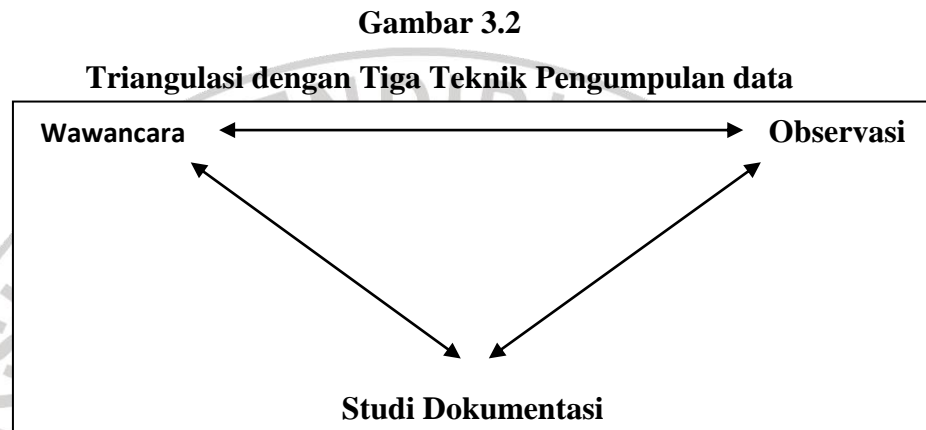 Gambar 3.2
Triangulasi dengan Tiga Teknik Pengumpulan data
Wawancara Observasi
Studi Dokumentasi